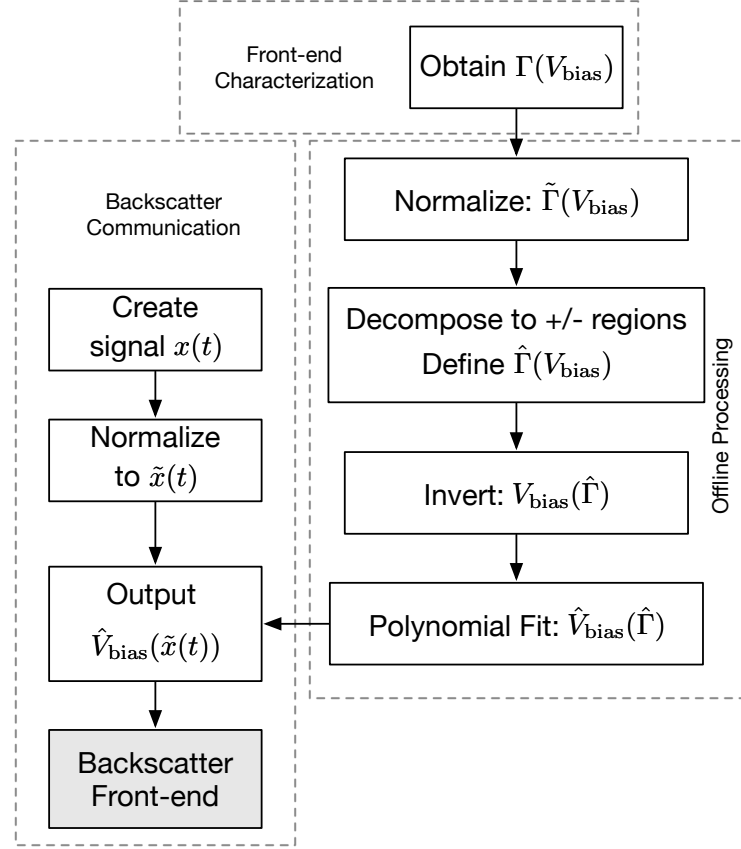 Front-end
Characterization
Obtain Γ(V_bias)
Normalize: Γ̃(V_bias)
Decompose to +/- regions
Define Γ̂(V_bias)
Invert: V_bias(Γ̂)
Polynomial Fit: V̂_bias(Γ̂)
Offline Processing
Backscatter
Communication
Create
signal x(t)
Normalize
to x̃(t)
Output
V̂_bias(x̃(t))
Backscatter
Front-end